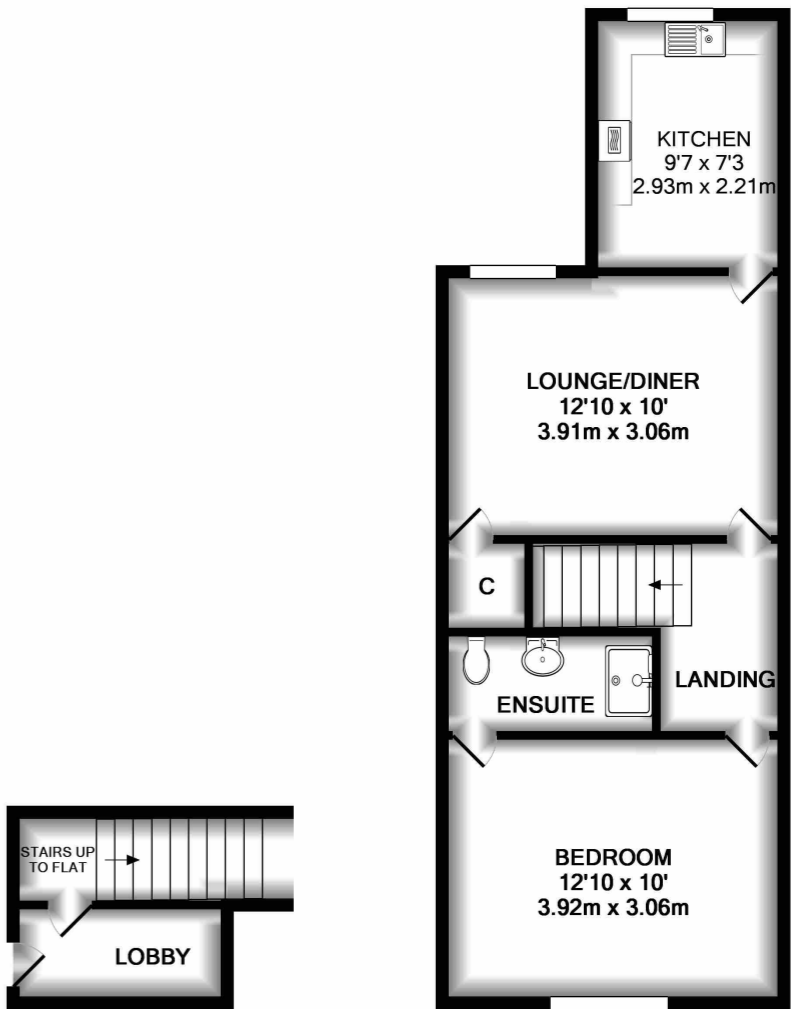 KITCHEN
9'7 x 7'3
2.93m x 2.21m
LOUNGE/DINER
12'10 x 10'
3.91m x 3.06m
C
LANDING
ENSUITE
BEDROOM
12'10 x 10'
3.92m x 3.06m
STAIRS UP
TO FLAT
LOBBY